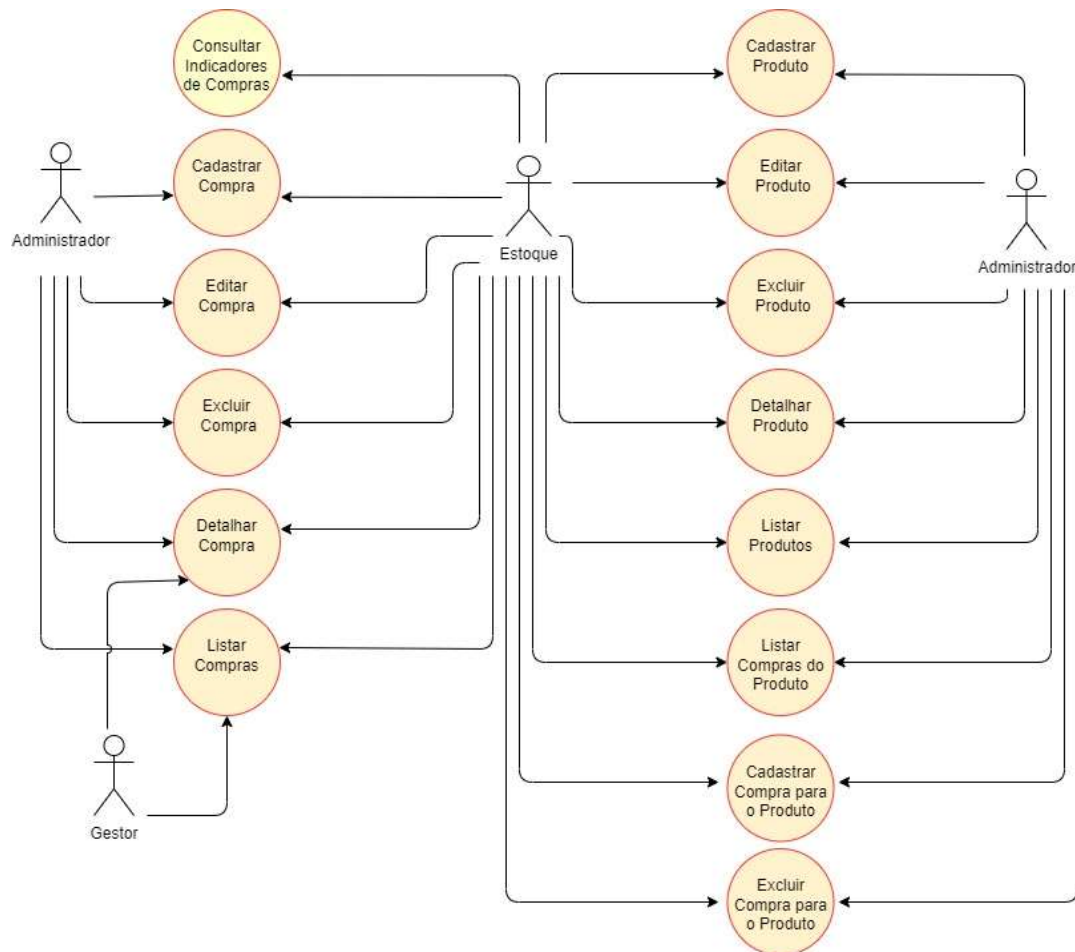 Consultar
Indicadores
de Compras
Cadastrar
Produto
Cadastrar
Compra
Editar
Produto
Administrador
Estoque
Administrador
Editar
Compra
Excluir
Produto
Excluir
Compra
Detalhar
Produto
Detalhar
Compra
Listar
Produtos
Listar
Compras
Listar
Compras do
Produto
Gestor
Cadastrar
Compra para
o Produto
Excluir
Compra para
o Produto